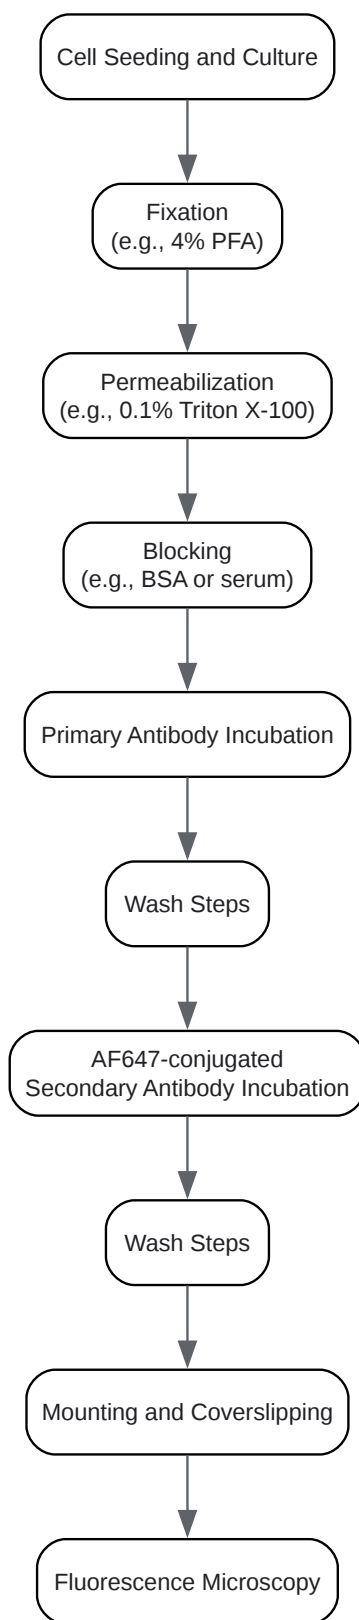 Cell Seeding and Culture
Fixation
(e.g., 4% PFA)
Permeabilization
(e.g., 0.1% Triton X-100)
Blocking
(e.g., BSA or serum)
Primary Antibody Incubation
Wash Steps
AF647-conjugated
Secondary Antibody Incubation
Wash Steps
Mounting and Coverslipping
Fluorescence Microscopy